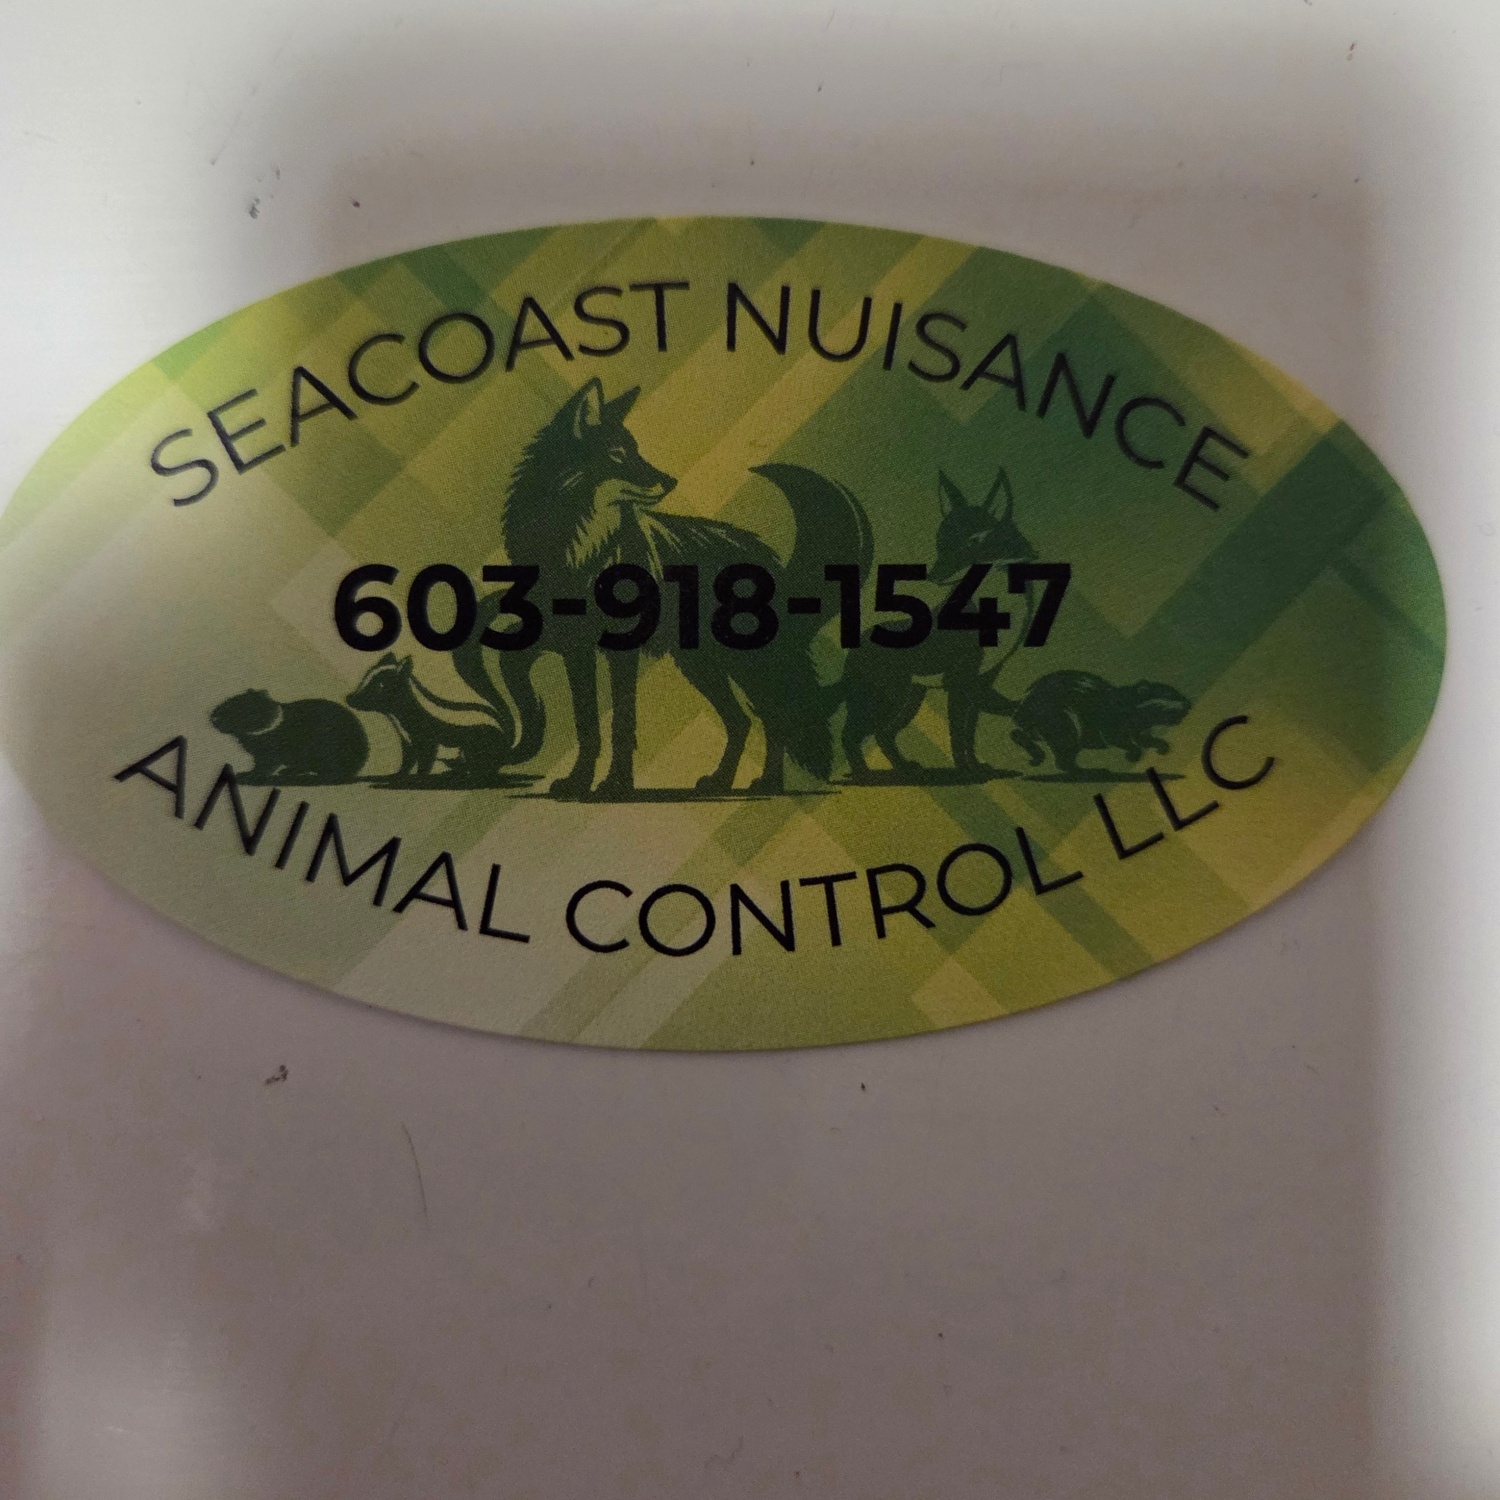 SEACOAST NUISANCE
603-918-1547
ANIMAL CONTROL LLC